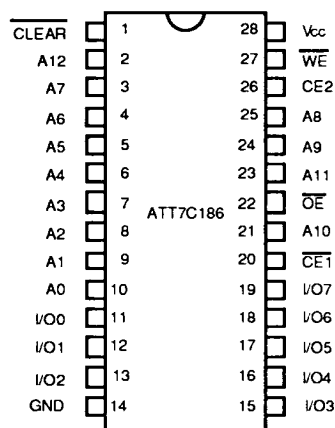 CLEAR 1 28 Vcc
A12 2 27 WE
A7 3 26 CE2
A6 4 25 A8
A5 5 24 A9
A4 6 23 A11
A3 7 ATT7C186 22 OE
A2 8 21 A10
A1 9 20 CE1
A0 10 19 I/O7
I/O0 11 18 I/O6
I/O1 12 17 I/O5
I/O2 13 16 I/O4
GND 14 15 I/O3